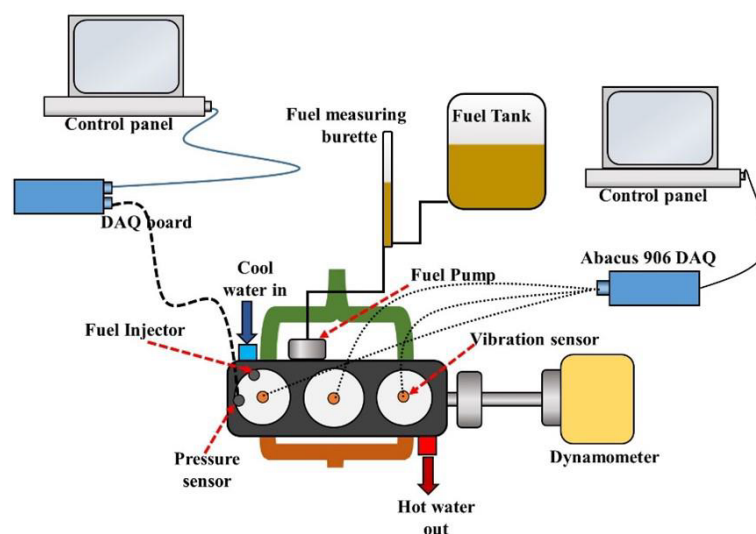 Control panel
Fuel measuring
burette
Fuel Tank
Control panel
DAQ board
Abacus 906 DAQ
Cool
water in
Fuel Pump
Fuel Injector
Vibration sensor
Pressure
sensor
Dynamometer
Hot water
out